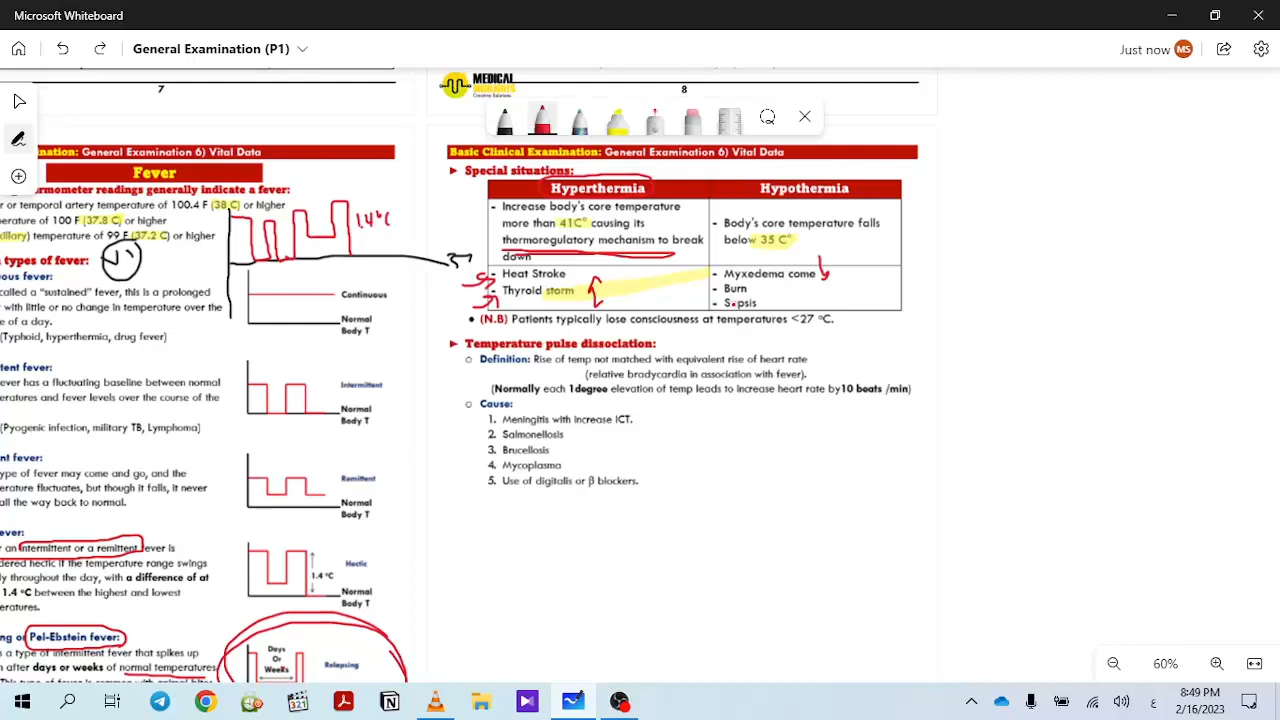 Microsoft Whiteboard
General Examination (P1)
Just now MS
7
MEDICAL
Creative Solutions
8
ination: General Examination 6) Vital Data
Fever
ermometer readings generally indicate a fever:
r or temporal artery temperature of 100.4 F (38 C) or higher
perature of 100 F (37.8 C) or higher
xillary) temperature of 99 F (37.2 C) or higher
1.4°C
types of fever:
ous fever:
called a "sustained" fever, this is a prolonged
r with little or no change in temperature over the
e of a day.
(Typhoid, hyperthermia, drug fever)
Continuous
Normal
Body T
tent fever:
ever has a fluctuating baseline between normal
eratures and fever levels over the course of the
(Pyogenic infection, military TB, Lymphoma)
Intermittent
Normal
Body T
nt fever:
ype of fever may come and go, and the
erature fluctuates, but though it falls, it never
all the way back to normal.
Remittent
Normal
Body T
ever:
r an intermittent or a remittent fever is
dered hectic if the temperature range swings
ly throughout the day, with a difference of at
1.4 °C between the highest and lowest
eratures.
Hectic
1.4 °C
Normal
Body T
ng or Pel-Ebstein fever:
s a type of intermittent fever that spikes up
n after days or weeks of normal temperatures
Days
Or
Weeks
Relapsing
Basic Clinical Examination: General Examination 6) Vital Data
Special situations:
Hyperthermia Hypothermia
- Increase body's core temperature
more than 41C° causing its
thermoregulatory mechanism to break
down
- Body's core temperature falls
below 35 C°
- Heat Stroke
- Thyroid storm
- Myxedema come
- Burn
- Sepsis
• (N.B) Patients typically lose consciousness at temperatures <27 °C.
Temperature pulse dissociation:
Definition: Rise of temp not matched with equivalent rise of heart rate
(relative bradycardia in association with fever).
(Normally each 1degree elevation of temp leads to increase heart rate by10 beats /min)
Cause:
1. Meningitis with increase ICT.
2. Salmonellosis
3. Brucellosis
4. Mycoplasma
5. Use of digitalis or β blockers.
80%
321
8:49 PM
2/16/2023